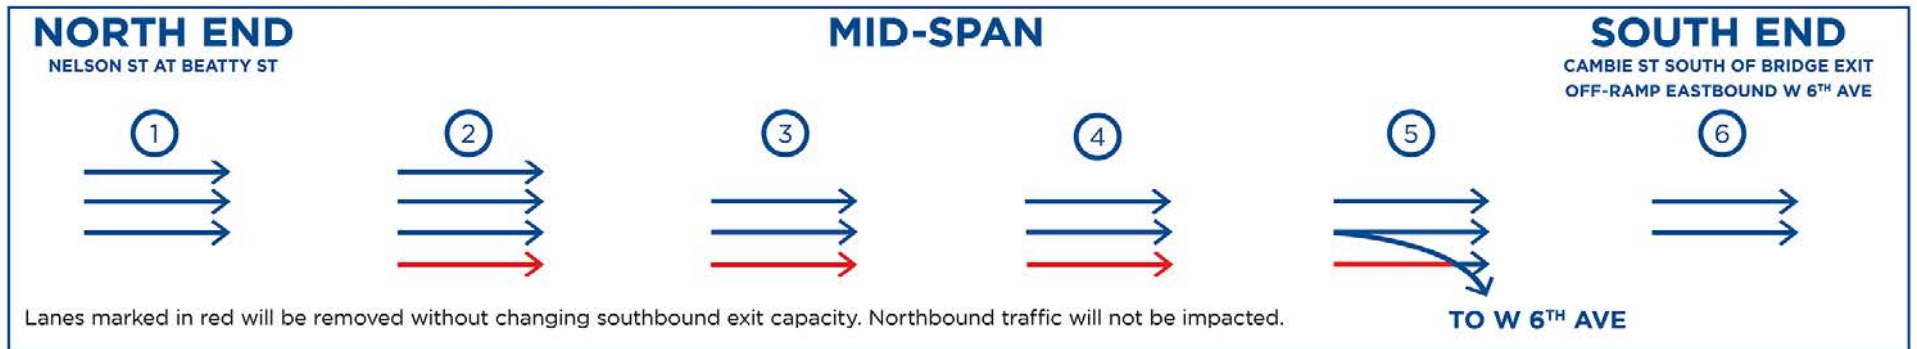 NORTH END
NELSON ST AT BEATTY ST
MID-SPAN
SOUTH END
CAMBIE ST SOUTH OF BRIDGE EXIT
OFF-RAMP EASTBOUND W 6TH AVE
1
2
3
4
5
6
Lanes marked in red will be removed without changing southbound exit capacity. Northbound traffic will not be impacted.
TO W 6TH AVE